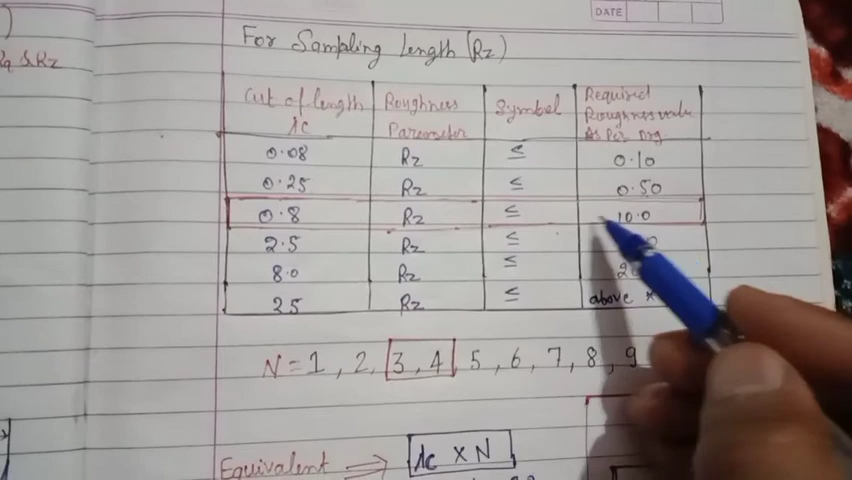 )
DATE
Rq & Rz
For Sampling Length (Rz)
Cut of length λc | Roughness Parameter | Symbol | Required Roughness value As Per Drg.
0.08 Rz ≤ 0.10
0.25 Rz ≤ 0.50
0.8 Rz ≤ 10.0
2.5 Rz ≤
8.0 Rz ≤
25 Rz ≤ above
N = 1, 2, 3, 4, 5, 6, 7, 8, 9
Equivalent ⇒ λc × N